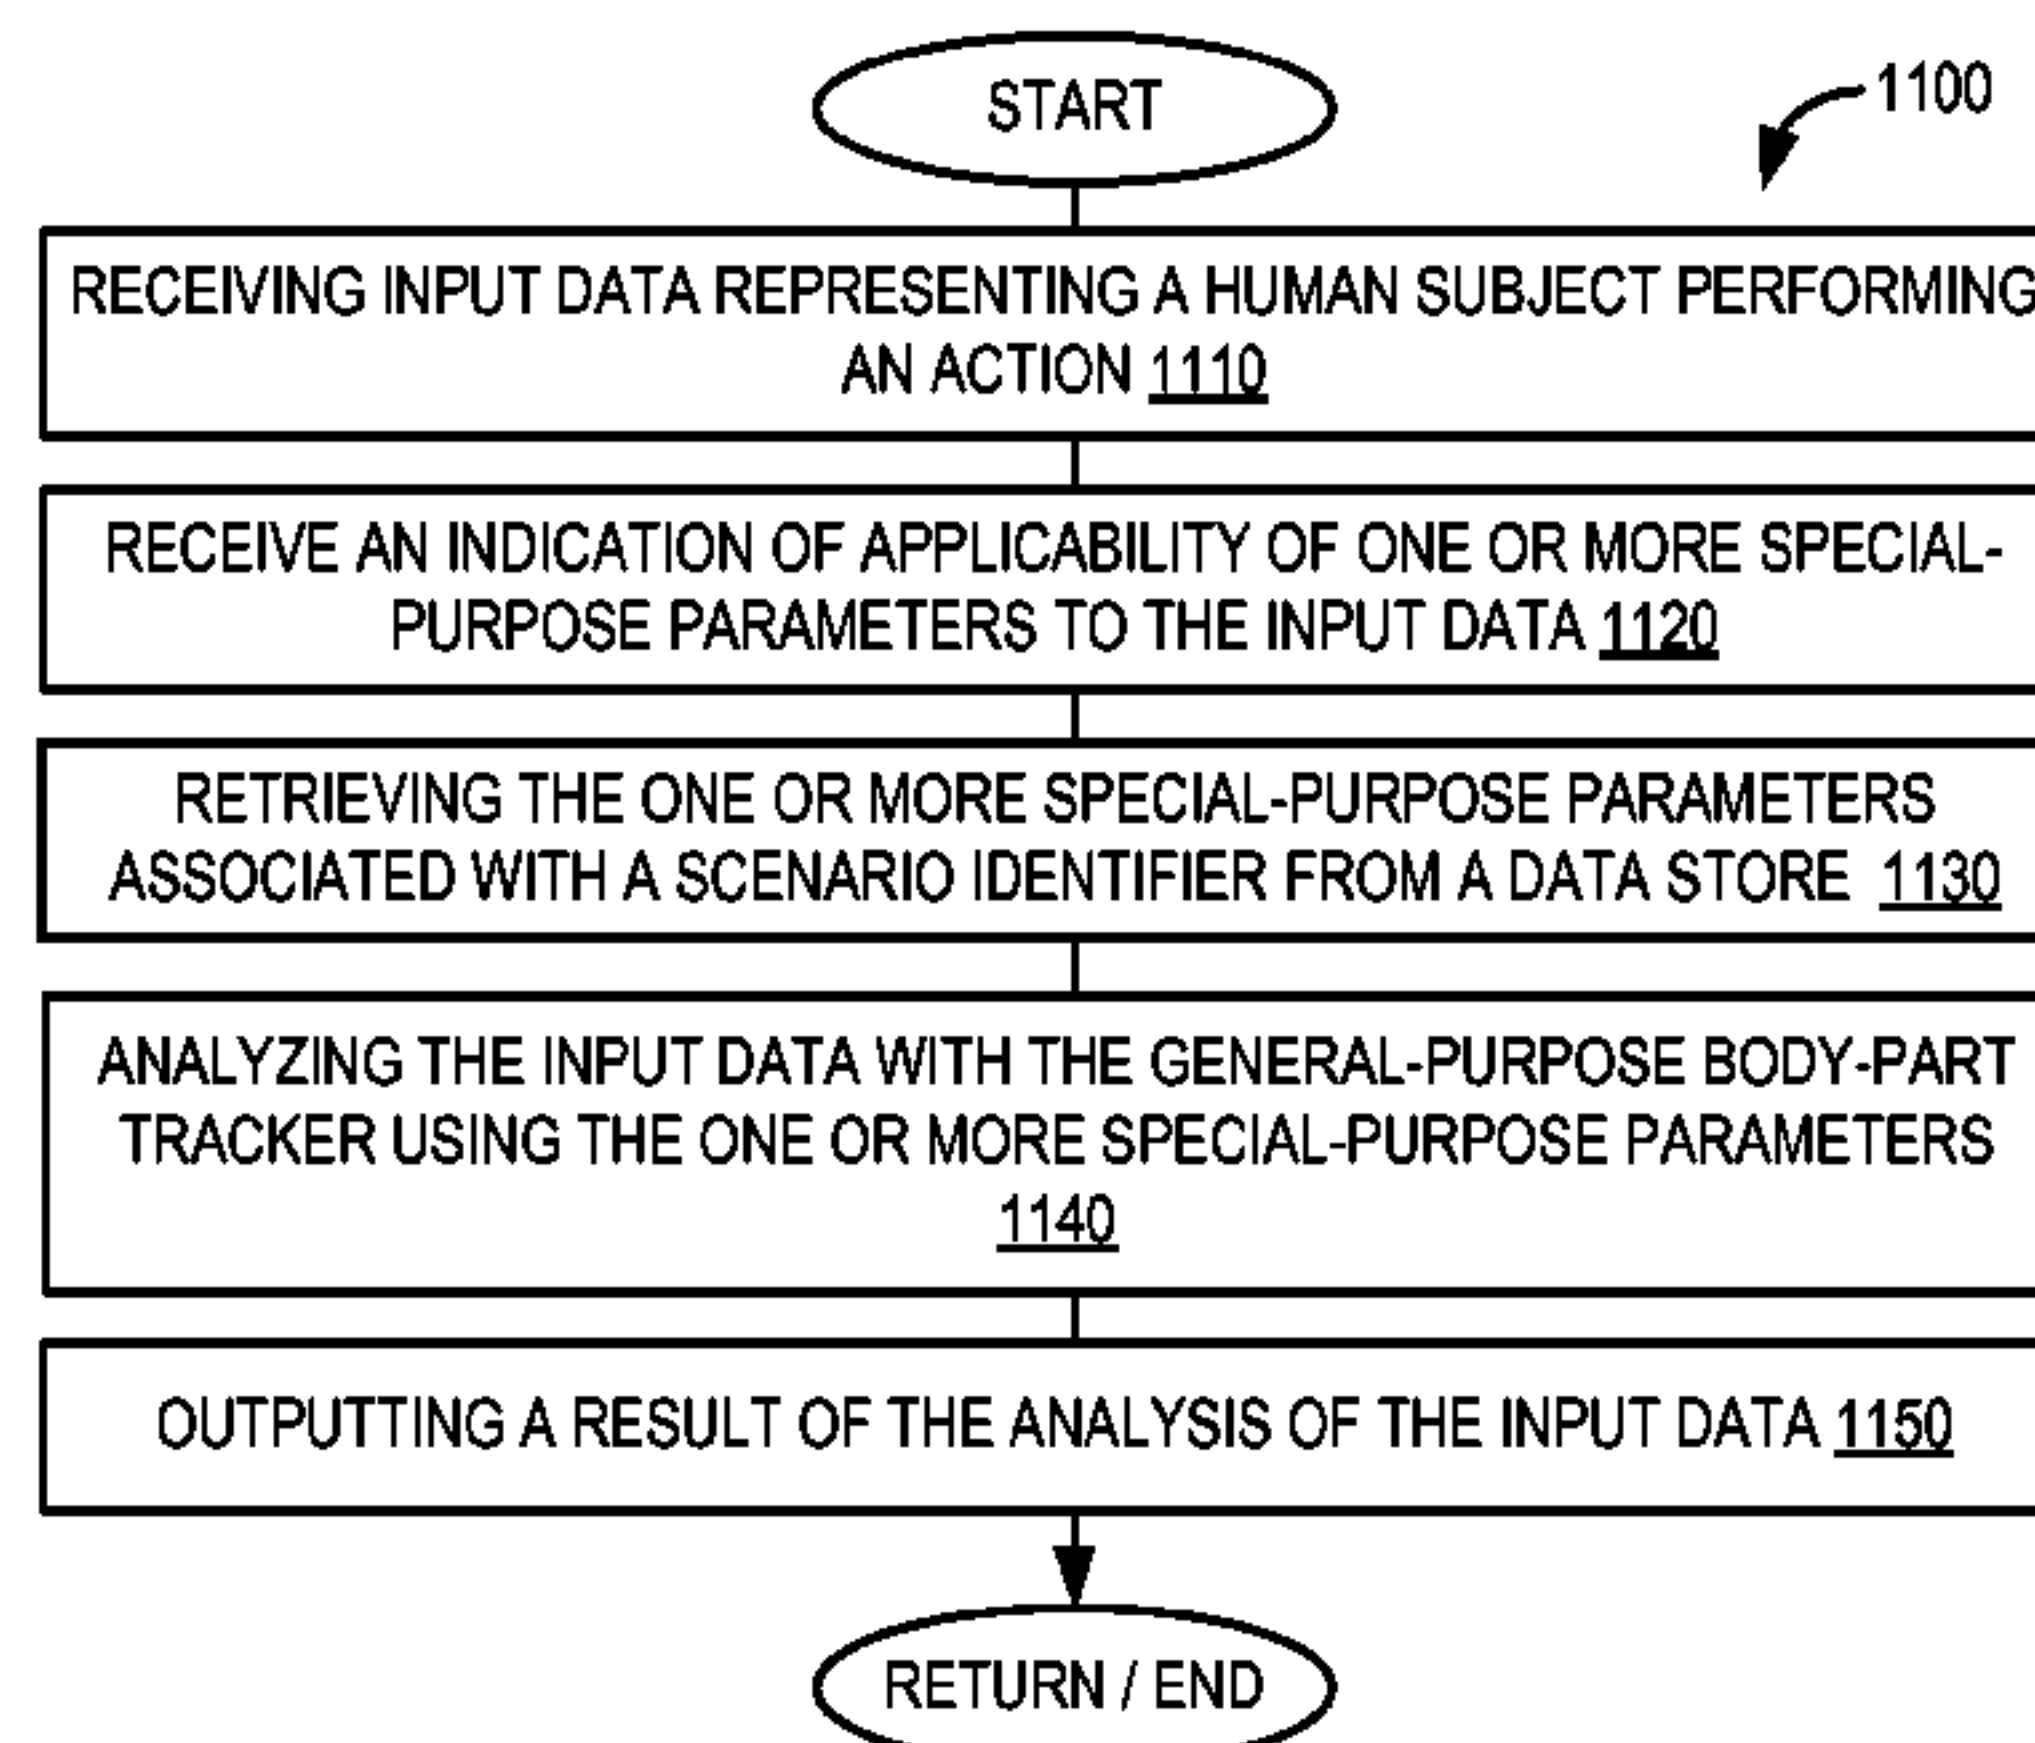 START
1100
RECEIVING INPUT DATA REPRESENTING A HUMAN SUBJECT PERFORMING
AN ACTION 1110
RECEIVE AN INDICATION OF APPLICABILITY OF ONE OR MORE SPECIAL-
PURPOSE PARAMETERS TO THE INPUT DATA 1120
RETRIEVING THE ONE OR MORE SPECIAL-PURPOSE PARAMETERS
ASSOCIATED WITH A SCENARIO IDENTIFIER FROM A DATA STORE 1130
ANALYZING THE INPUT DATA WITH THE GENERAL-PURPOSE BODY-PART
TRACKER USING THE ONE OR MORE SPECIAL-PURPOSE PARAMETERS
1140
OUTPUTTING A RESULT OF THE ANALYSIS OF THE INPUT DATA 1150
RETURN / END